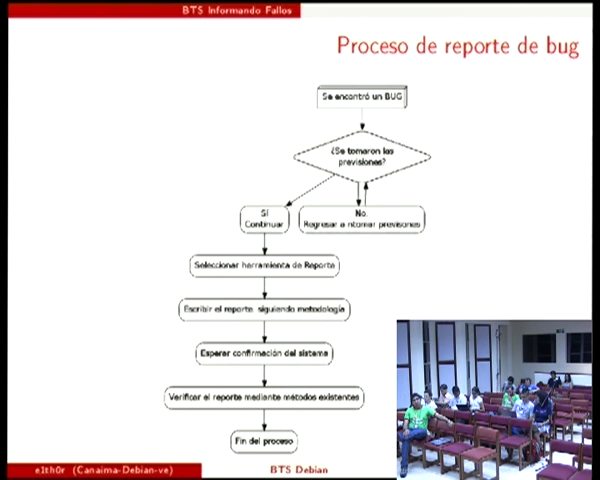 BTS Informando Fallos
Proceso de reporte de bug
Se encontró un BUG
¿Se tomaron las
previsiones?
Sí
Continuar
No.
Regresar a ntomar previsones
Seleccionar herramienta de Reporte
Escribir el reporte siguiendo metodología
Esperar confirmación del sistema
Verificar el reporte mediante métodos existentes
Fin del proceso
e1th0r (Canaima-Debian-ve)
BTS Debian